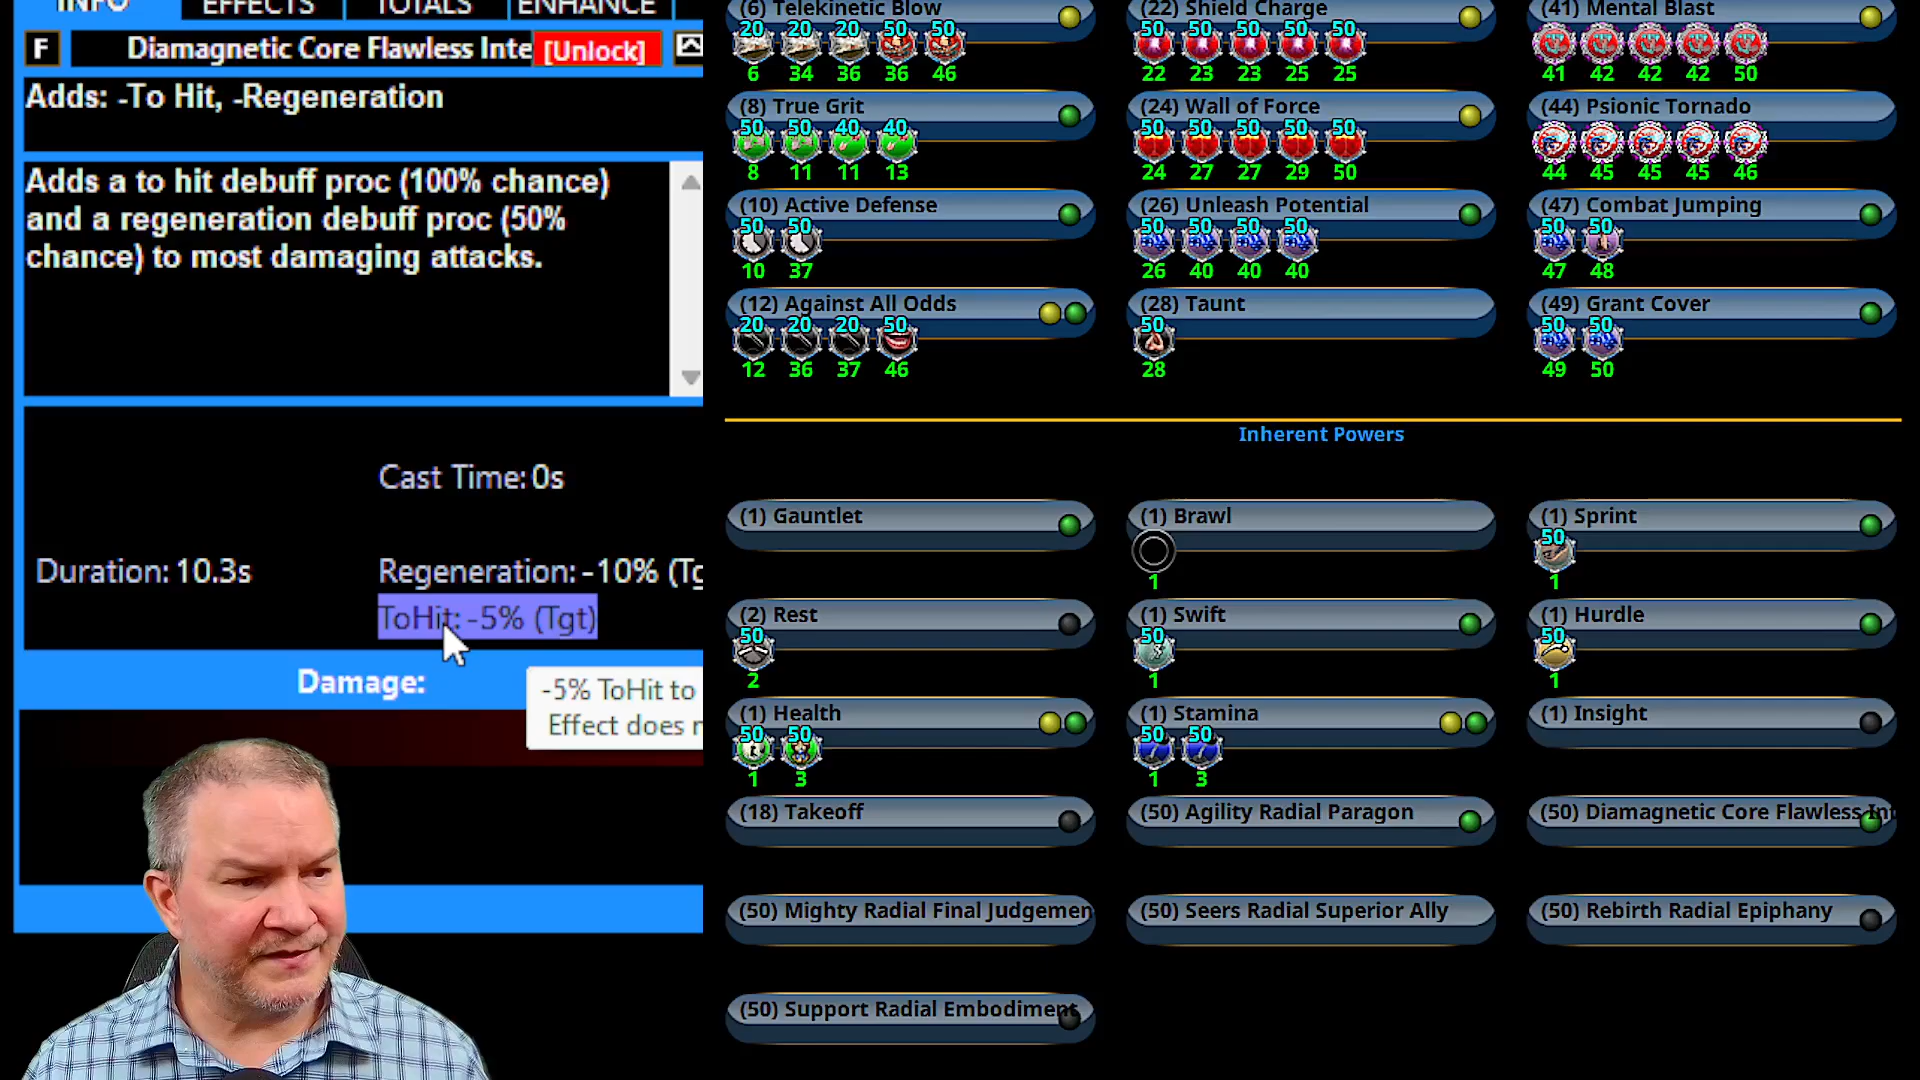 INFO
EFFECTS
TOTALS
ENHANCE
F
Diamagnetic Core Flawless Inte
[Unlock]
Adds: -To Hit, -Regeneration
Adds a to hit debuff proc (100% chance)
and a regeneration debuff proc (50%
chance) to most damaging attacks.
Cast Time: 0s
Duration: 10.3s
Regeneration: -10% (Tg
ToHit: -5% (Tgt)
Damage:
-5% ToHit to
Effect does n
(6) Telekinetic Blow
20 20 20 50 50
6 34 36 36 46
(22) Shield Charge
50 50 50 50 50
22 23 23 25 25
(41) Mental Blast
41 42 42 42 50
(8) True Grit
50 50 40 40
8 11 11 13
(24) Wall of Force
50 50 50 50 50
24 27 27 29 50
(44) Psionic Tornado
44 45 45 45 46
(10) Active Defense
50 50
10 37
(26) Unleash Potential
50 50 50 50
26 40 40 40
(47) Combat Jumping
50 50
47 48
(12) Against All Odds
20 20 20 50
12 36 37 46
(28) Taunt
50
28
(49) Grant Cover
50 50
49 50
Inherent Powers
(1) Gauntlet
(1) Brawl
1
(1) Sprint
50
1
(2) Rest
50
2
(1) Swift
50
1
(1) Hurdle
50
1
(1) Health
50 50
1 3
(1) Stamina
50 50
1 3
(1) Insight
(18) Takeoff
(50) Agility Radial Paragon
(50) Diamagnetic Core Flawless Int
(50) Mighty Radial Final Judgemen
(50) Seers Radial Superior Ally
(50) Rebirth Radial Epiphany
(50) Support Radial Embodiment